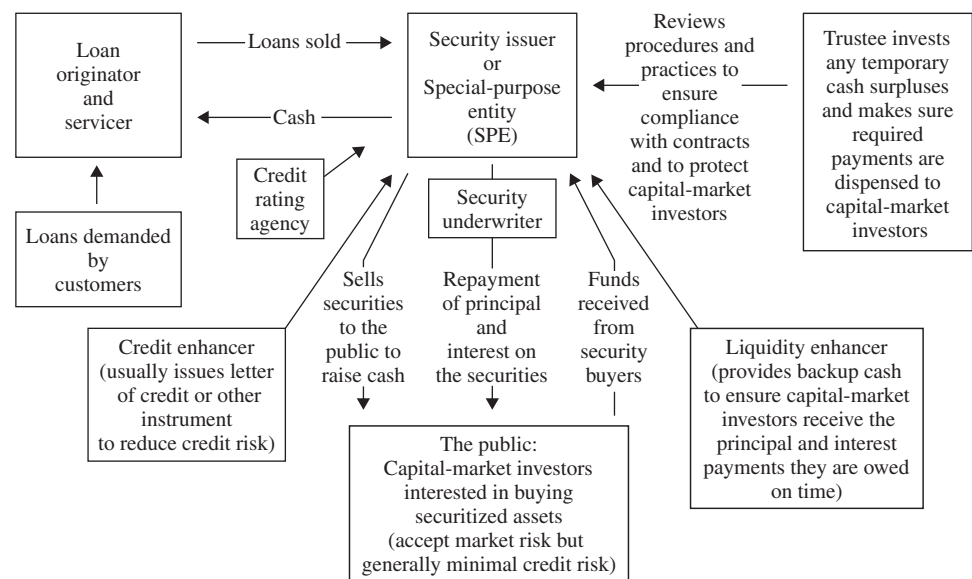 Loan
originator
and
servicer
Loans sold
Cash
Security issuer
or
Special-purpose
entity
(SPE)
Reviews
procedures and
practices to
ensure
compliance
with contracts
and to protect
capital-market
investors
Trustee invests
any temporary
cash surpluses
and makes sure
required
payments are
dispensed to
capital-market
investors
Credit
rating
agency
Security
underwriter
Loans demanded
by
customers
Sells
securities
to the
public to
raise cash
Repayment
of principal
and
interest on
the securities
Funds
received
from
security
buyers
Credit enhancer
(usually issues letter
of credit or other
instrument
to reduce credit risk)
Liquidity enhancer
(provides backup cash
to ensure capital-market
investors receive the
principal and interest
payments they are owed
on time)
The public:
Capital-market investors
interested in buying
securitized assets
(accept market risk but
generally minimal credit risk)